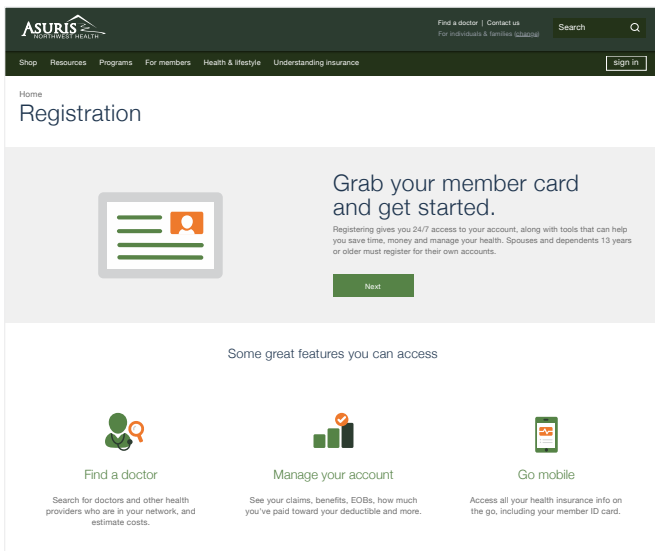 ASURIS
NORTHWEST HEALTH
Find a doctor | Contact us
For individuals & families (change)
Search
Shop Resources Programs For members Health & lifestyle Understanding insurance
sign in
Home
Registration
Grab your member card
and get started.
Registering gives you 24/7 access to your account, along with tools that can help
you save time, money and manage your health. Spouses and dependents 13 years
or older must register for their own accounts.
Next
Some great features you can access
Find a doctor
Search for doctors and other health
providers who are in your network, and
estimate costs.
Manage your account
See your claims, benefits, EOBs, how much
you've paid toward your deductible and more.
Go mobile
Access all your health insurance info on
the go, including your member ID card.